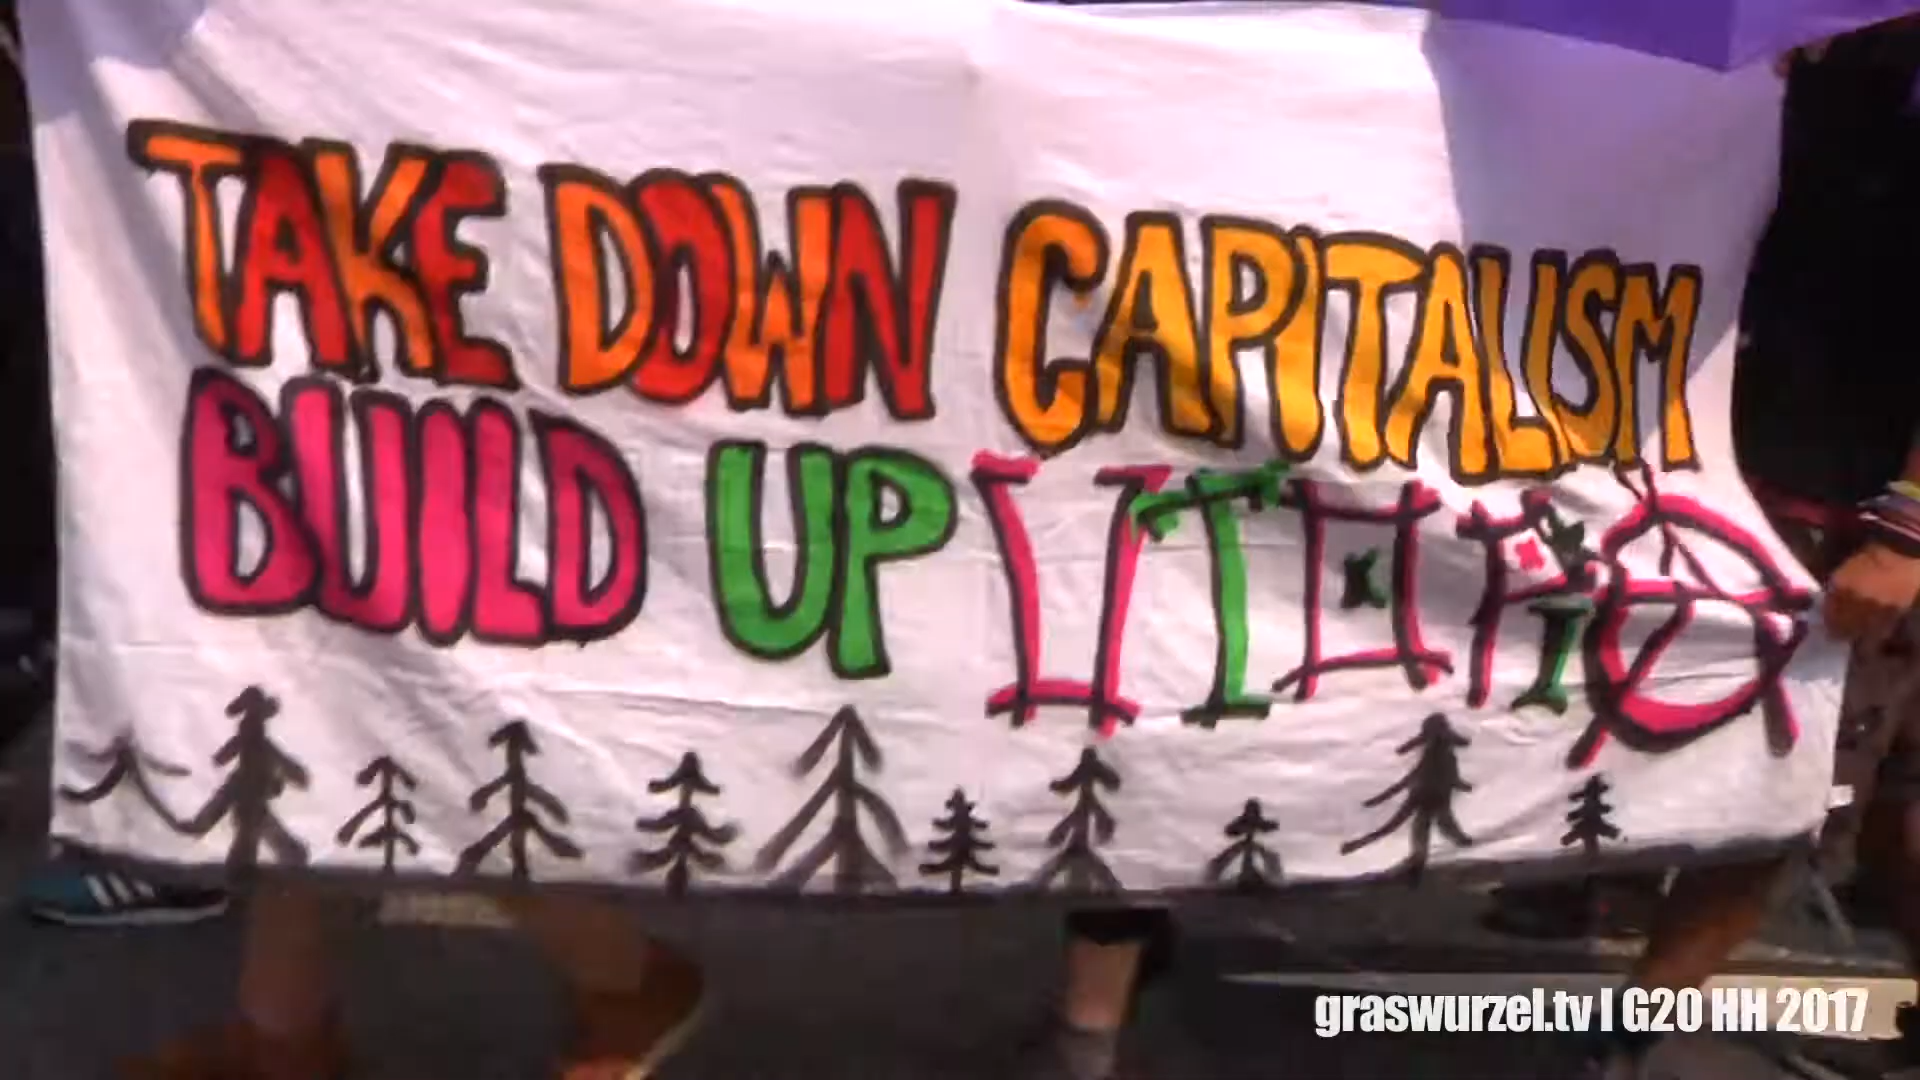 TAKE DOWN CAPITALISM
BUILD UP UTOPIA
graswurzel.tv | G20 HH 2017